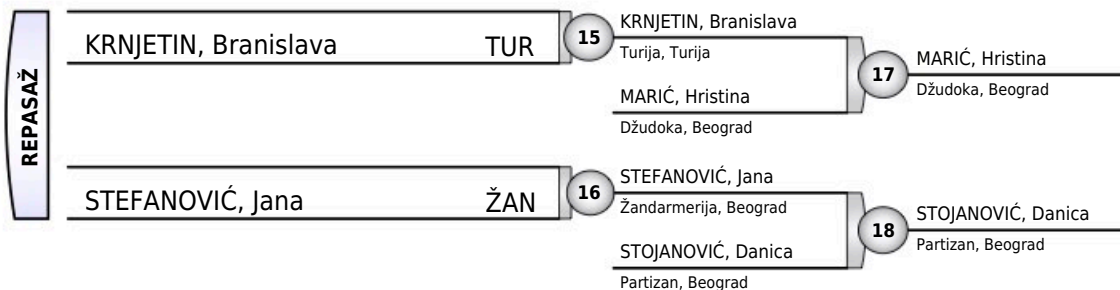 REPASAŽ
KRNJETIN, Branislava TUR
15
KRNJETIN, Branislava
Turija, Turija
MARIĆ, Hristina
Džudoka, Beograd
17
MARIĆ, Hristina
Džudoka, Beograd
STEFANOVIĆ, Jana ŽAN
16
STEFANOVIĆ, Jana
Žandarmerija, Beograd
STOJANOVIĆ, Danica
Partizan, Beograd
18
STOJANOVIĆ, Danica
Partizan, Beograd